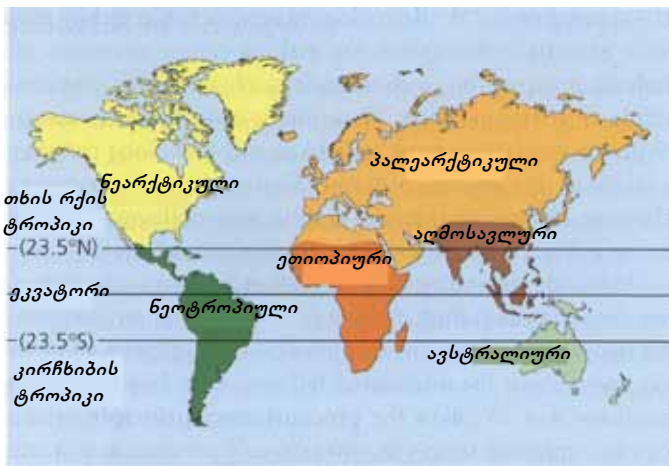 პალეარქტიკული
ნეარქტიკული
თხის რქის
ტროპიკი
(23.5°N)
აღმოსავლური
ეთიოპიური
ეკვატორი
ნეოტროპიული
(23.5°S)
ავსტრალიური
კირჩხიბის
ტროპიკი